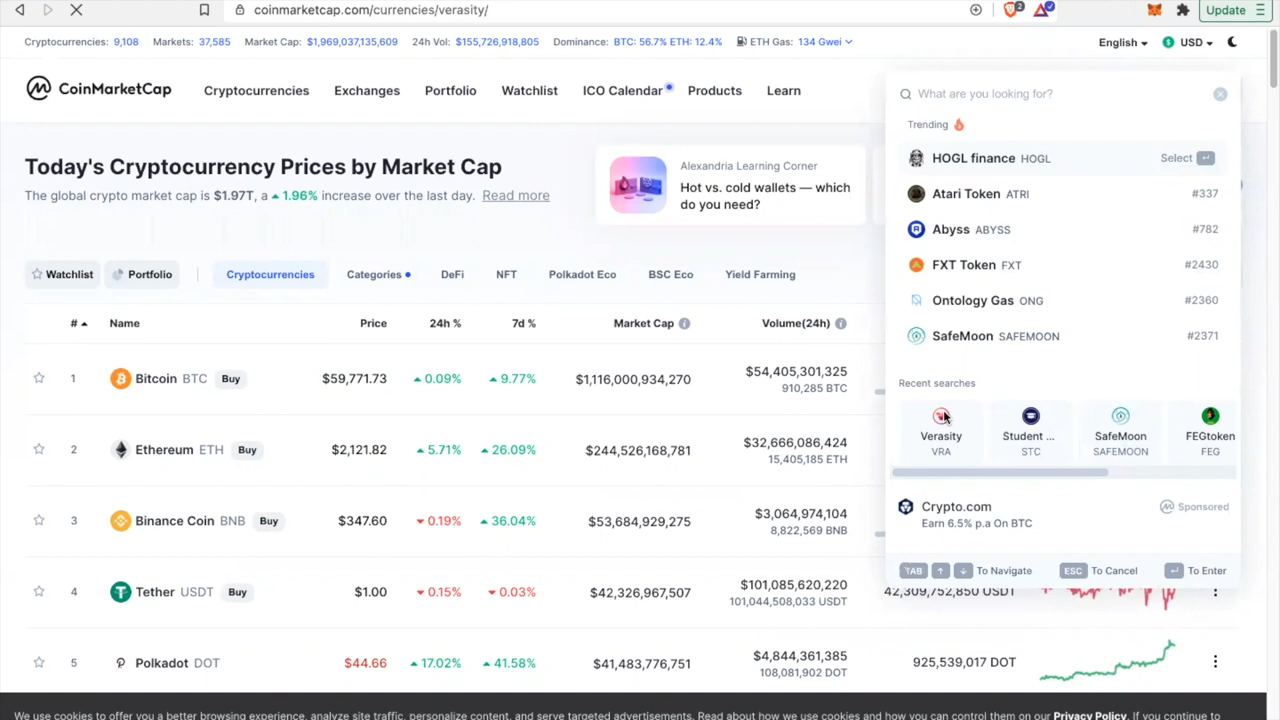 coinmarketcap.com/currencies/verasity/
2
Update
Cryptocurrencies: 9,108 Markets: 37,585 Market Cap: $1,969,037,135,609 24h Vol: $155,726,918,805 Dominance: BTC: 56.7% ETH: 12.4% ETH Gas: 134 Gwei
English USD
CoinMarketCap Cryptocurrencies Exchanges Portfolio Watchlist ICO Calendar Products Learn
What are you looking for?
Trending
HOGL finance HOGL Select
Atari Token ATRI #337
Abyss ABYSS #782
FXT Token FXT #2430
Ontology Gas ONG #2360
SafeMoon SAFEMOON #2371
Recent searches
Verasity Student ... SafeMoon FEGtoken
VRA STC SAFEMOON FEG
Crypto.com Sponsored
Earn 6.5% p.a On BTC
TAB To Navigate ESC To Cancel To Enter
Today's Cryptocurrency Prices by Market Cap
The global crypto market cap is $1.97T, a 1.96% increase over the last day. Read more
Alexandria Learning Corner
Hot vs. cold wallets — which
do you need?
Watchlist Portfolio Cryptocurrencies Categories DeFi NFT Polkadot Eco BSC Eco Yield Farming
# Name Price 24h % 7d % Market Cap Volume(24h)
1 Bitcoin BTC Buy $59,771.73 0.09% 9.77% $1,116,000,934,270 $54,405,301,325
910,285 BTC
2 Ethereum ETH Buy $2,121.82 5.71% 26.09% $244,526,168,781 $32,666,086,424
15,405,185 ETH
3 Binance Coin BNB Buy $347.60 0.19% 36.04% $53,684,929,275 $3,064,974,104
8,822,569 BNB
4 Tether USDT Buy $1.00 0.15% 0.03% $42,326,967,507 $101,085,620,220 42,309,752,850 USDT
101,044,508,033 USDT
5 Polkadot DOT $44.66 17.02% 41.58% $41,483,776,751 $4,844,361,385 925,539,017 DOT
108,081,902 DOT
We use cookies to offer you a better browsing experience, analyze site traffic, personalize content, and serve targeted advertisements. Read about how we use cookies and how you can control them on our Privacy Policy. If you continue to